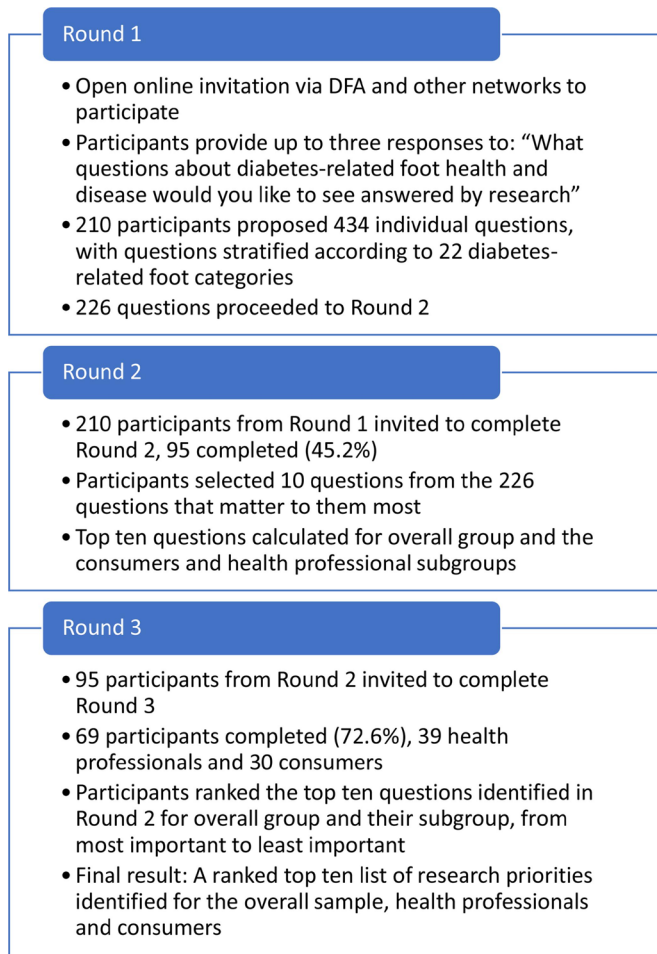 Round 1
• Open online invitation via DFA and other networks to
participate
• Participants provide up to three responses to: “What
questions about diabetes-related foot health and
disease would you like to see answered by research”
• 210 participants proposed 434 individual questions,
with questions stratified according to 22 diabetes-
related foot categories
• 226 questions proceeded to Round 2
Round 2
• 210 participants from Round 1 invited to complete
Round 2, 95 completed (45.2%)
• Participants selected 10 questions from the 226
questions that matter to them most
• Top ten questions calculated for overall group and the
consumers and health professional subgroups
Round 3
• 95 participants from Round 2 invited to complete
Round 3
• 69 participants completed (72.6%), 39 health
professionals and 30 consumers
• Participants ranked the top ten questions identified in
Round 2 for overall group and their subgroup, from
most important to least important
• Final result: A ranked top ten list of research priorities
identified for the overall sample, health professionals
and consumers